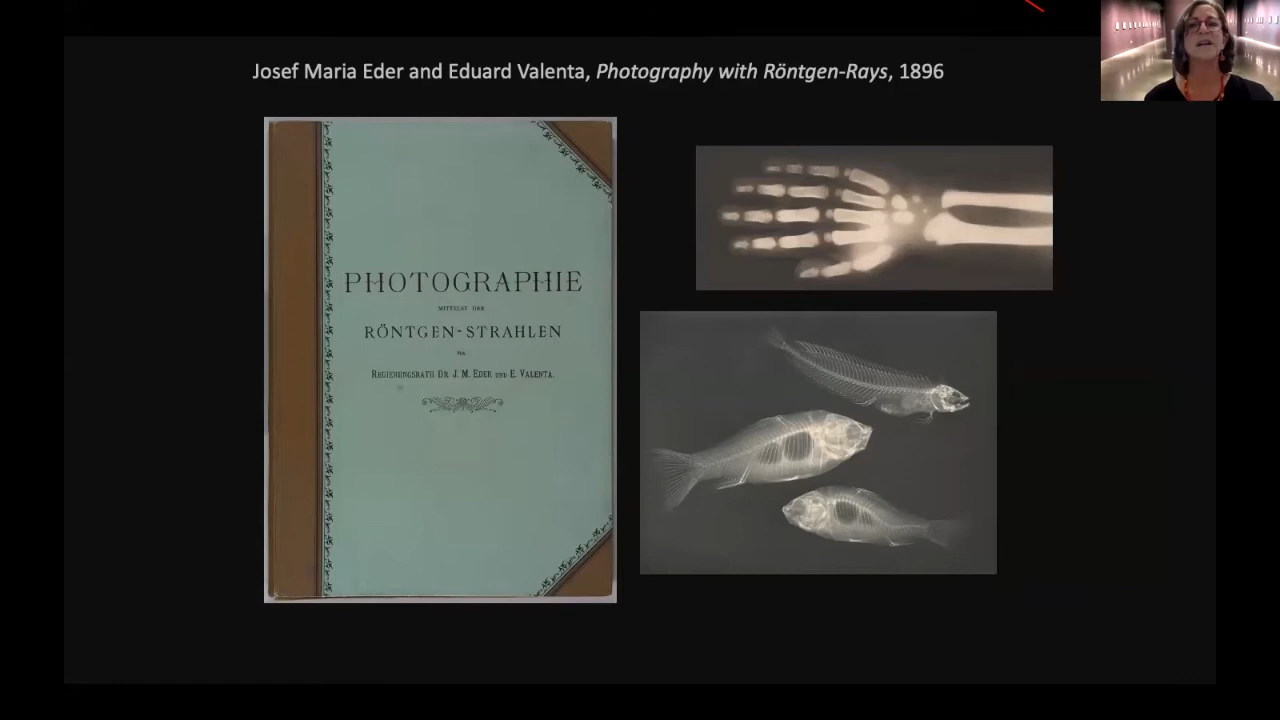 Josef Maria Eder and Eduard Valenta, Photography with Röntgen-Rays, 1896
PHOTOGRAPHIE
MITTELST DER
RÖNTGEN-STRAHLEN
VON
REGIERUNGSRATH DR. J. M. EDER UND E. VALENTA.